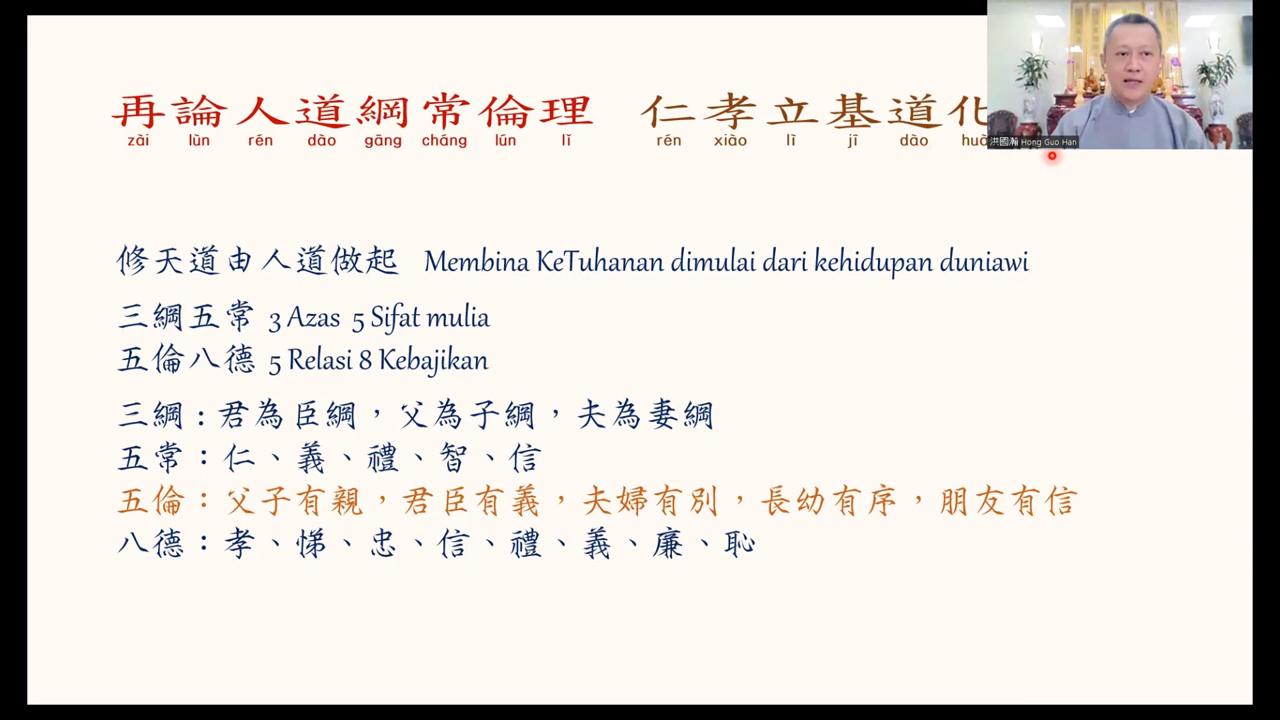 再論人道綱常倫理 仁孝立基道化
zài lùn rén dào gāng cháng lún lǐ rén xiào lì jī dào huà
洪國瀚 Hong Guo Han
修天道由人道做起 Membina KeTuhanan dimulai dari kehidupan duniawi
三綱五常 3 Azas 5 Sifat mulia
五倫八德 5 Relasi 8 Kebajikan
三綱：君為臣綱，父為子綱，夫為妻綱
五常：仁、義、禮、智、信
五倫：父子有親，君臣有義，夫婦有別，長幼有序，朋友有信
八德：孝、悌、忠、信、禮、義、廉、恥